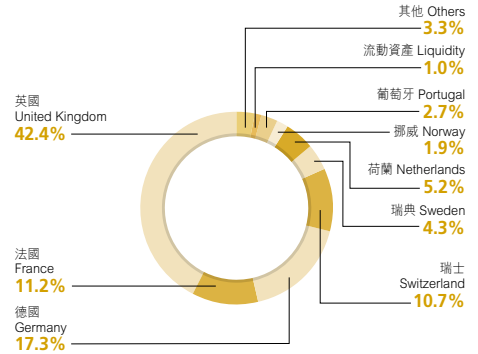 其他 Others
3.3%
流動資產 Liquidity
1.0%
葡萄牙 Portugal
2.7%
挪威 Norway
1.9%
荷蘭 Netherlands
5.2%
瑞典 Sweden
4.3%
瑞士
Switzerland
10.7%
英國
United Kingdom
42.4%
法國
France
11.2%
德國
Germany
17.3%